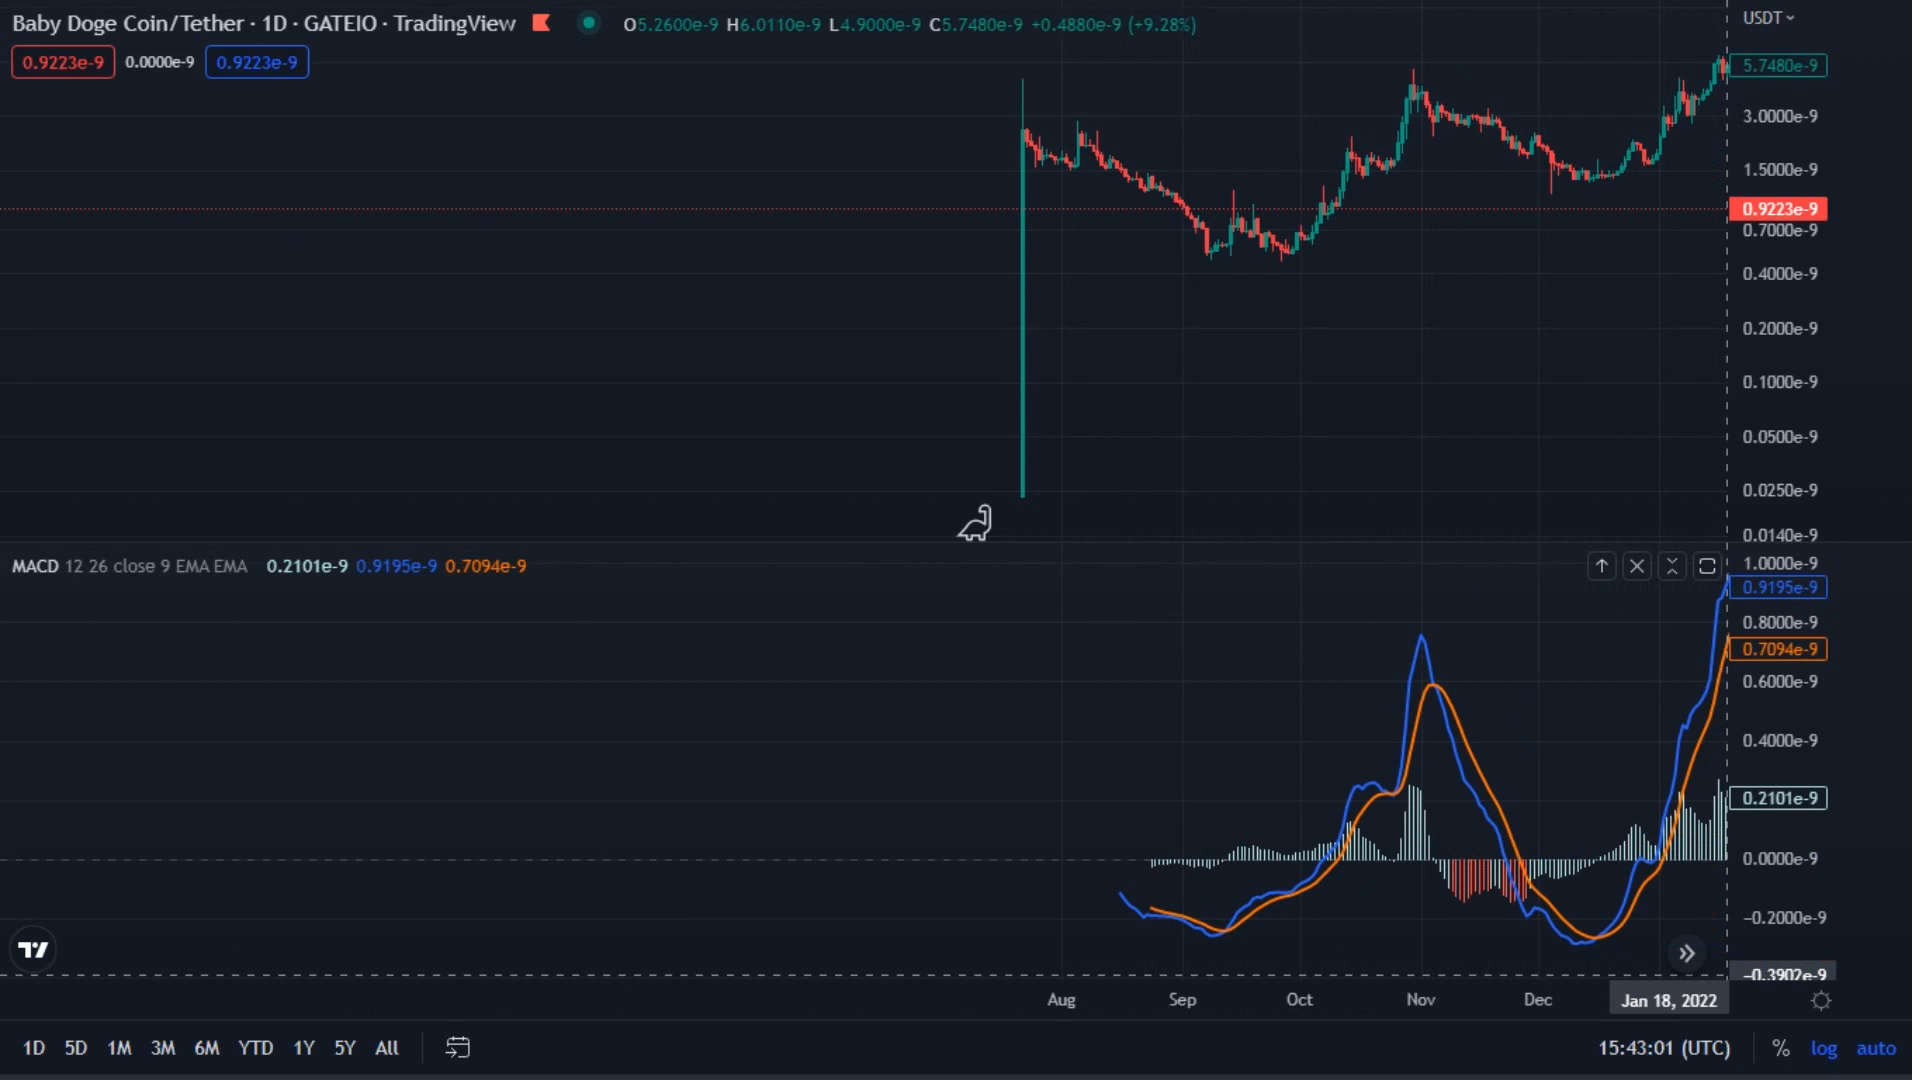 Baby Doge Coin/Tether · 1D · GATEIO · TradingView O5.2600e-9 H6.0110e-9 L4.9000e-9 C5.7480e-9 +0.4880e-9 (+9.28%)
USDT
0.9223e-9 0.0000e-9 0.9223e-9
5.7480e-9
3.0000e-9
1.5000e-9
0.9223e-9
0.7000e-9
0.4000e-9
0.2000e-9
0.1000e-9
0.0500e-9
0.0250e-9
0.0140e-9
MACD 12 26 close 9 EMA EMA 0.2101e-9 0.9195e-9 0.7094e-9
1.0000e-9
0.9195e-9
0.8000e-9
0.7094e-9
0.6000e-9
0.4000e-9
0.2101e-9
0.0000e-9
−0.2000e-9
−0.3902e-9
Aug Sep Oct Nov Dec Jan 18, 2022
1D 5D 1M 3M 6M YTD 1Y 5Y All 15:43:01 (UTC) % log auto